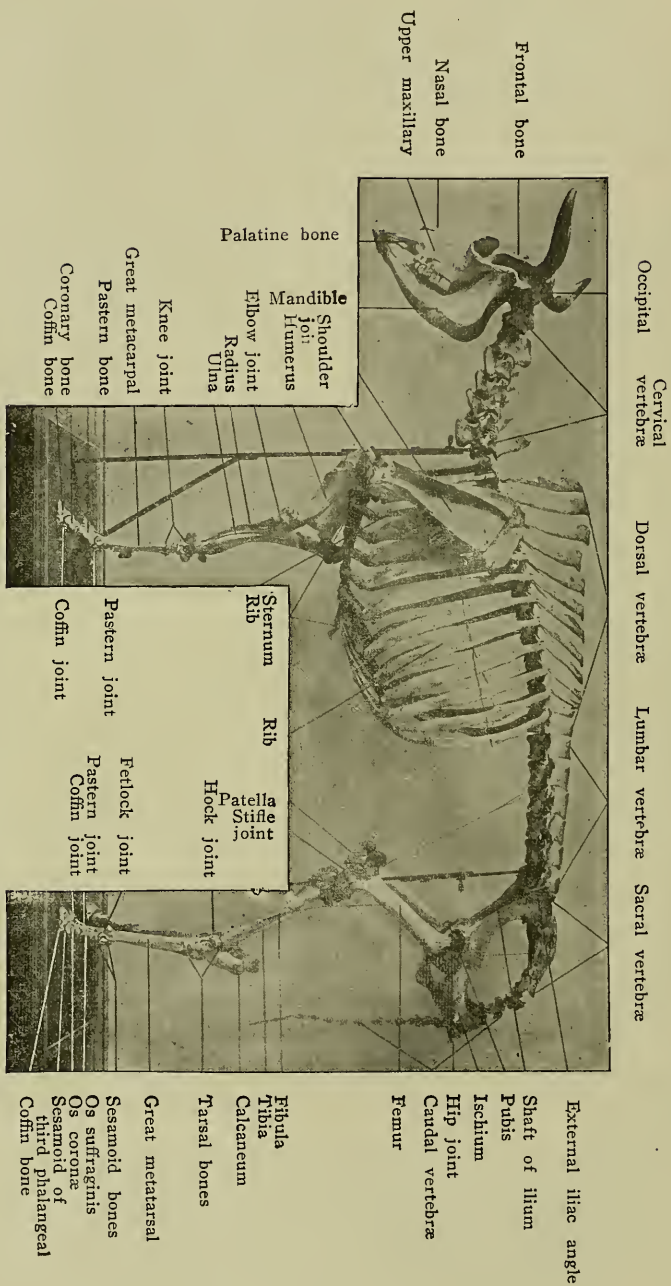 Occipital
Cervical
vertebræ
Dorsal vertebræ
Lumbar vertebræ
Sacral vertebræ
Frontal bone
Nasal bone
Upper maxillary
Palatine bone
Mandible
Shoulder
Humerus
Elbow joint
Radius
Ulna
Knee joint
Great metacarpal
Pastern bone
Coronary bone
Coffin bone
Sternum
Rib
Pastern joint
Coffin joint
Rib
Patella
Stifle
joint
Hock joint
Fetlock joint
Pastern joint
Coffin joint
External iliac angle
Shaft of ilium
Pubis
Ischium
Hip joint
Caudal vertebræ
Femur
Fibula
Tibia
Calcaneum
Tarsal bones
Great metatarsal
Sesamoid bones
Os suffraginis
Os coronæ
Sesamoid of
third phalangeal
Coffin bone